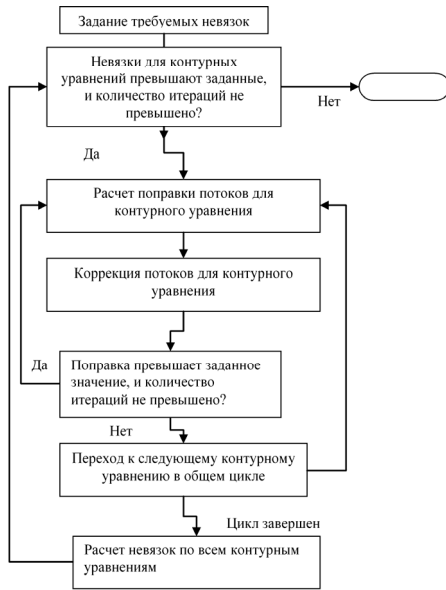 Задание требуемых невязок
Невязки для контурных
уравнений превышают заданные,
и количество итераций не
превышено?
Нет
Да
Расчет поправки потоков для
контурного уравнения
Коррекция потоков для контурного
уравнения
Да
Поправка превышает заданное
значение, и количество
итераций не превышено?
Нет
Переход к следующему контурному
уравнению в общем цикле
Цикл завершен
Расчет невязок по всем контурным
уравнениям